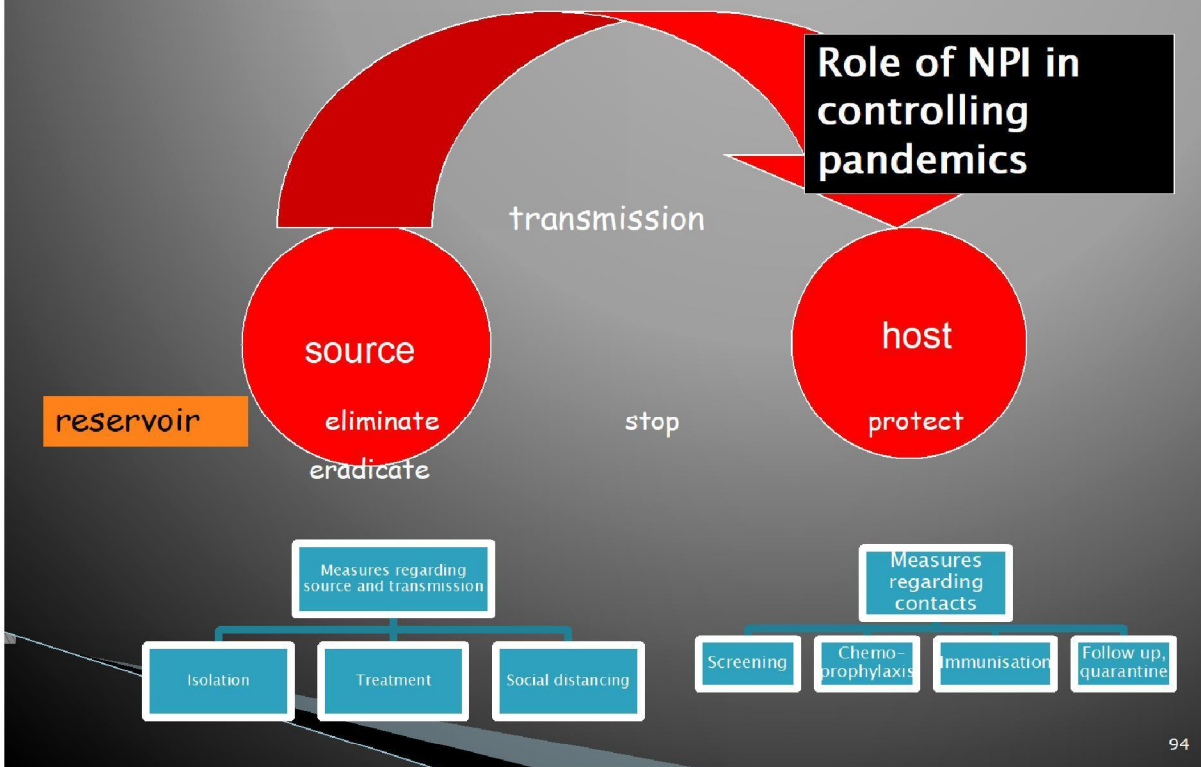 Role of NPI in
controlling
pandemics
transmission
source
host
reservoir
eliminate
stop
protect
eradicate
Measures regarding
source and transmission
Isolation
Treatment
Social distancing
Measures
regarding
contacts
Screening
Chemo-
prophylaxis
Immunisation
Follow up,
quarantine
94